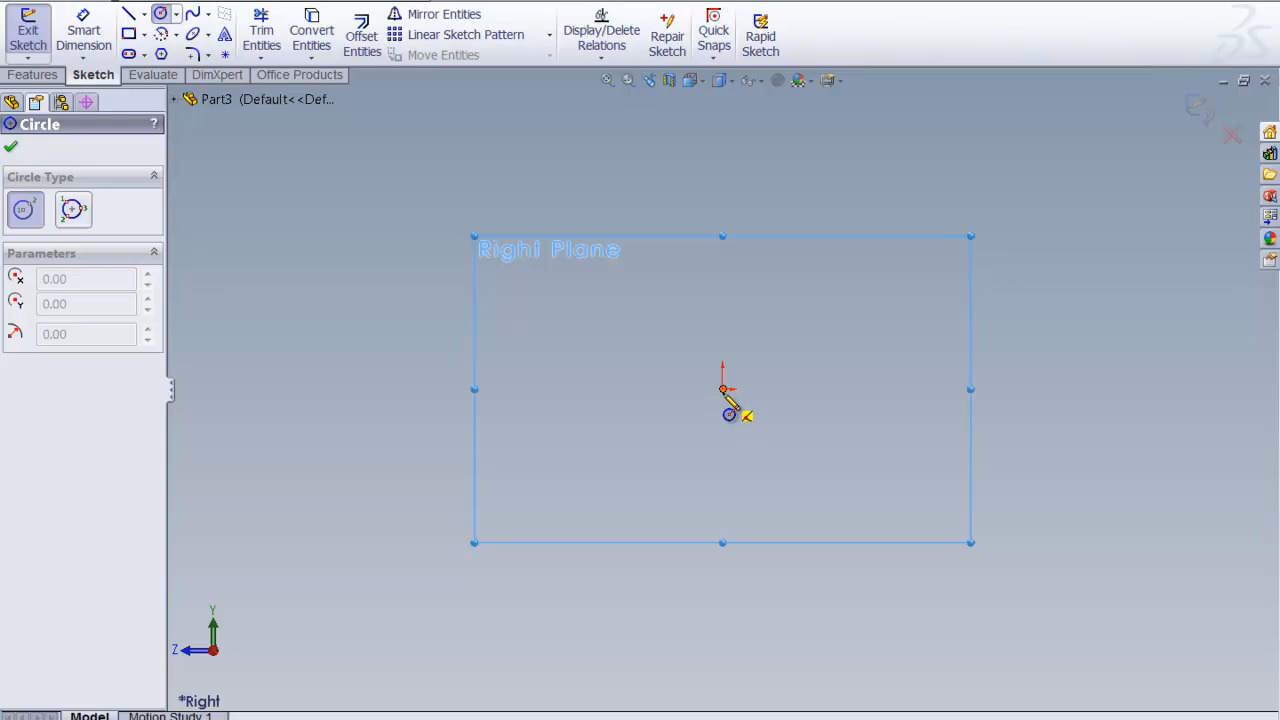 Exit Sketch
Smart Dimension
Trim Entities
Convert Entities
Offset Entities
Mirror Entities
Linear Sketch Pattern
Move Entities
Display/Delete Relations
Repair Sketch
Quick Snaps
Rapid Sketch
Features Sketch Evaluate DimXpert Office Products
Part3 (Default<<Def...
Circle ?
Circle Type
Parameters
0.00
0.00
0.00
Right Plane
Y
Z
*Right
Model Motion Study 1